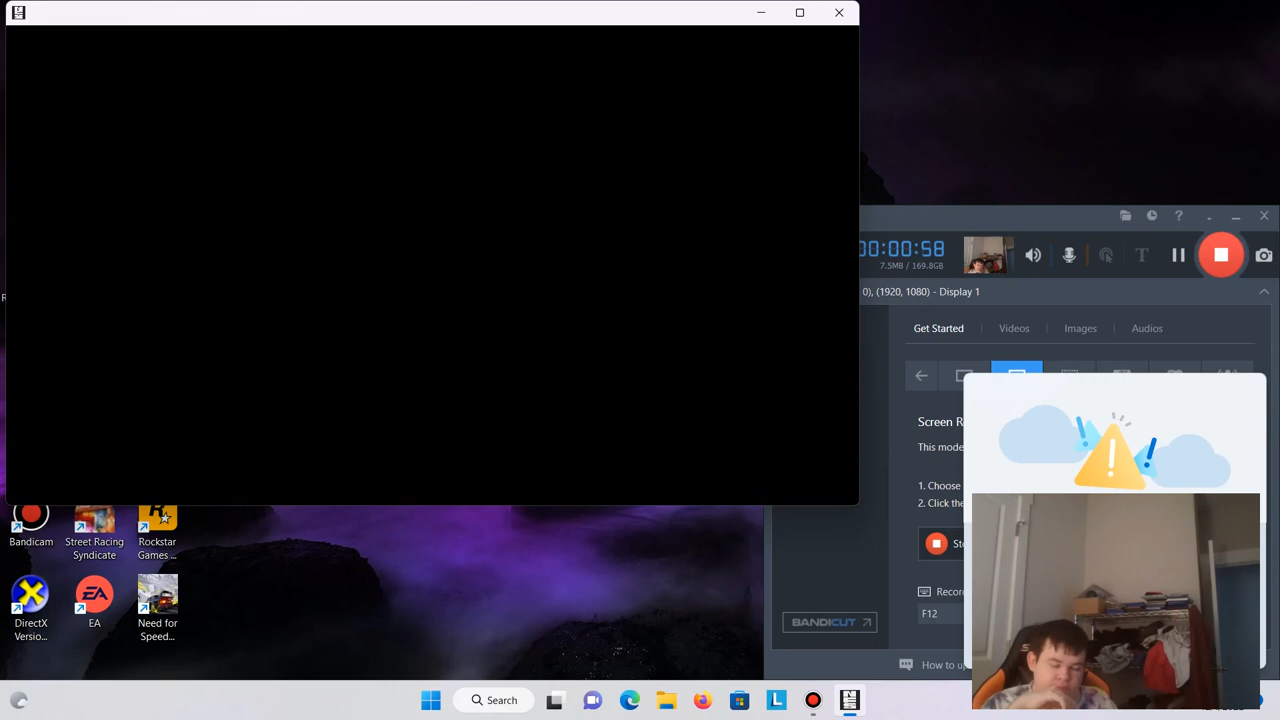 00:00:58
7.5MB / 169.8GB
0), (1920, 1080) - Display 1
Get Started
Videos
Images
Audios
Screen R
This mode
1. Choose
2. Click the
Recor
F12
BANDICUT
How to u
Bandicam
Street Racing
Syndicate
Rockstar
Games ...
DirectX
Versio...
EA
Need for
Speed...
Search